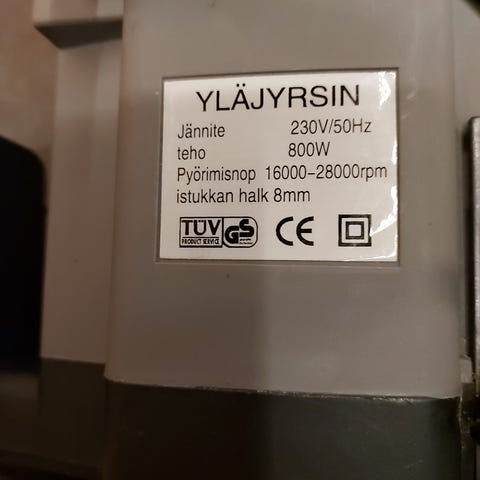 YLÄJYRSIN
Jännite 230V/50Hz
teho 800W
Pyörimisnop 16000-28000rpm
istukkan halk 8mm
TÜV GS CE
PRODUCT SERVICE